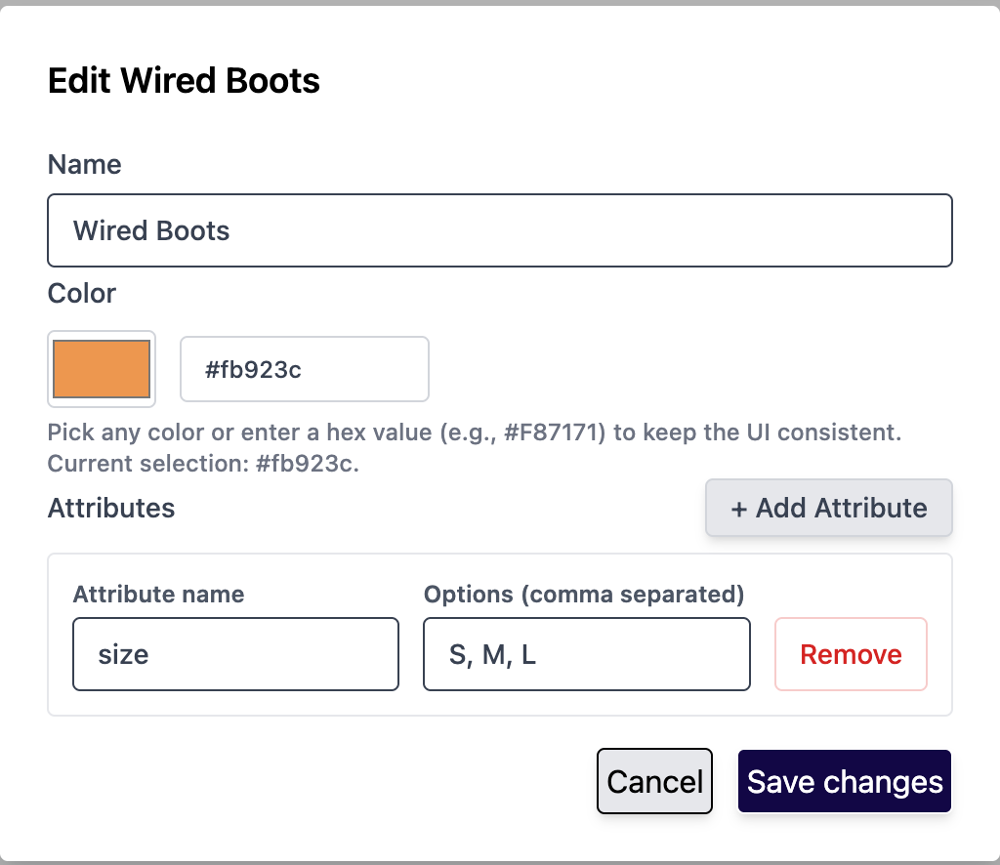 Edit Wired Boots
Name
Wired Boots
Color
#fb923c
Pick any color or enter a hex value (e.g., #F87171) to keep the UI consistent.
Current selection: #fb923c.
Attributes
+ Add Attribute
Attribute name
Options (comma separated)
size
S, M, L
Remove
Cancel
Save changes